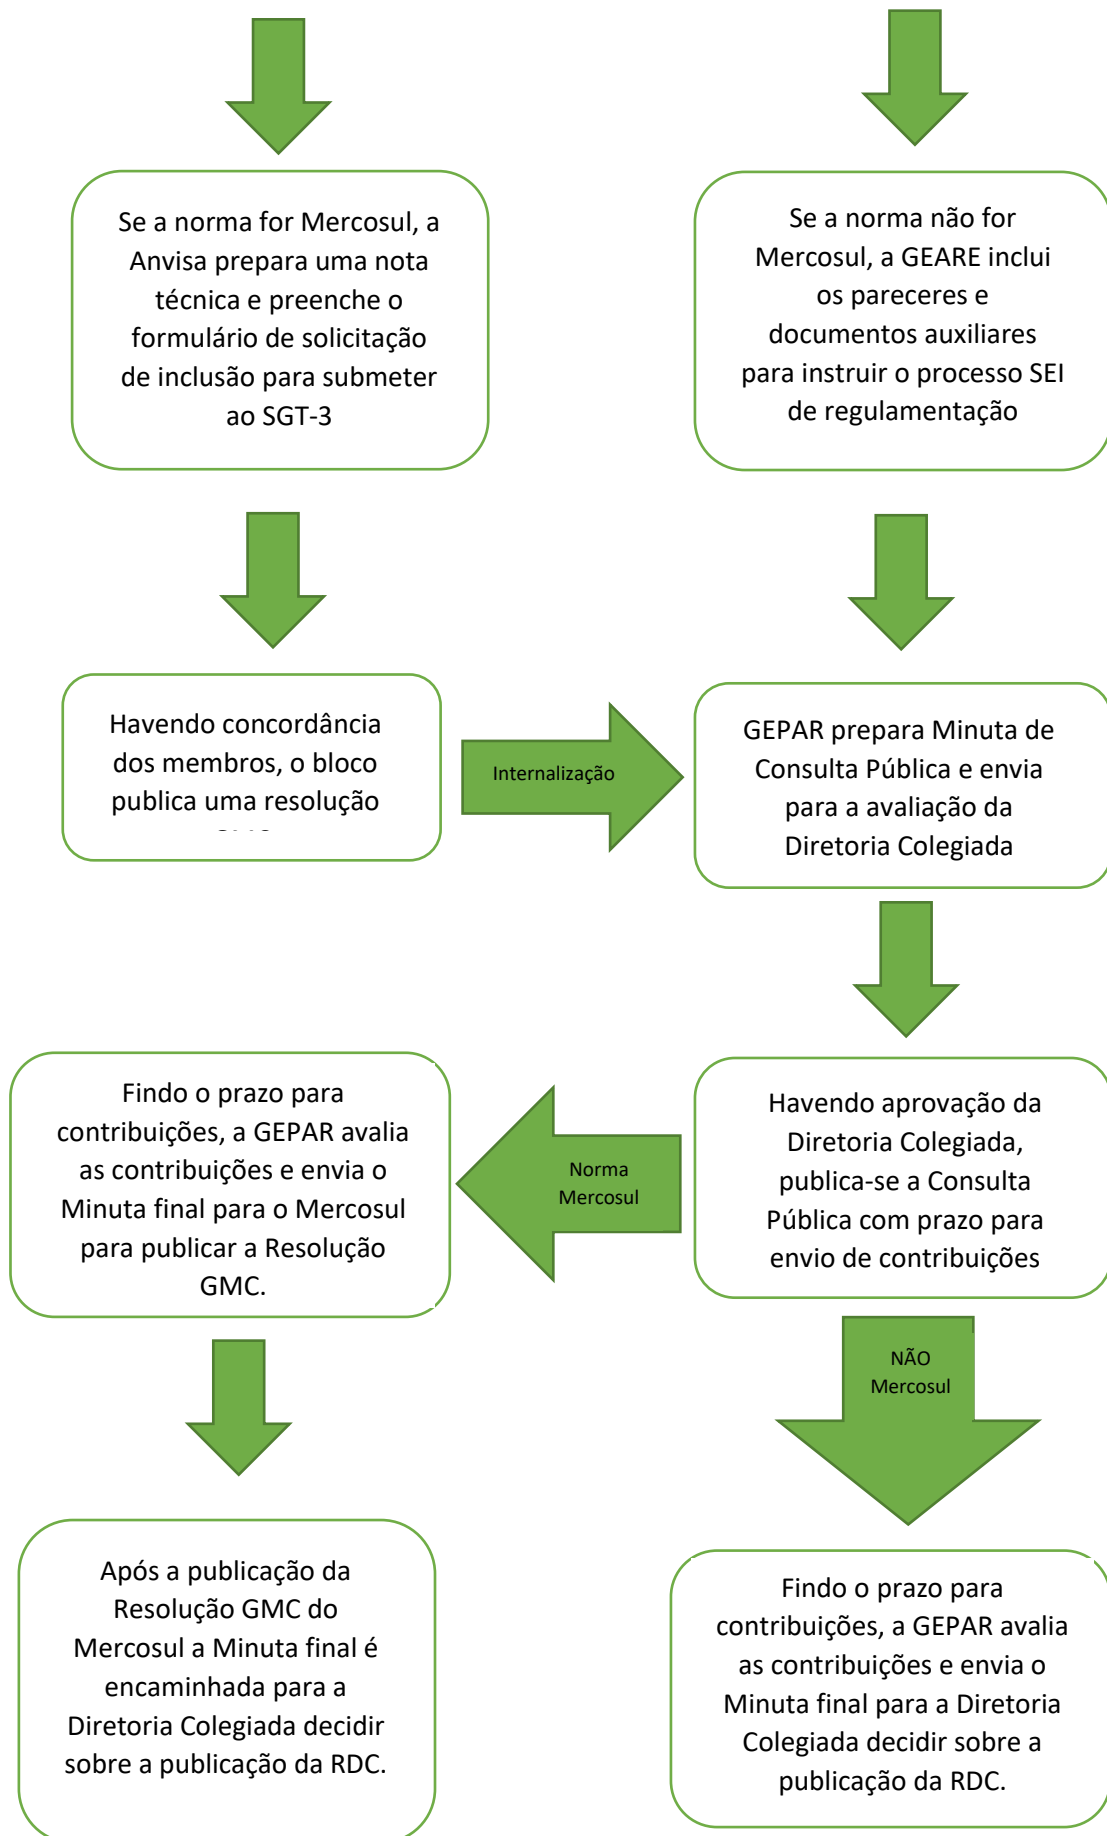 Se a norma for Mercosul, a
Anvisa prepara uma nota
técnica e preenche o
formulário de solicitação
de inclusão para submeter
ao SGT-3
Se a norma não for
Mercosul, a GEARE inclui
os pareceres e
documentos auxiliares
para instruir o processo SEI
de regulamentação
Havendo concordância
dos membros, o bloco
publica uma resolução
Internalização
GEPAR prepara Minuta de
Consulta Pública e envia
para a avaliação da
Diretoria Colegiada
Findo o prazo para
contribuições, a GEPAR avalia
as contribuições e envia o
Minuta final para o Mercosul
para publicar a Resolução
GMC.
Norma
Mercosul
Havendo aprovação da
Diretoria Colegiada,
publica-se a Consulta
Pública com prazo para
envio de contribuições
NÃO
Mercosul
Após a publicação da
Resolução GMC do
Mercosul a Minuta final é
encaminhada para a
Diretoria Colegiada decidir
sobre a publicação da RDC.
Findo o prazo para
contribuições, a GEPAR avalia
as contribuições e envia o
Minuta final para a Diretoria
Colegiada decidir sobre a
publicação da RDC.